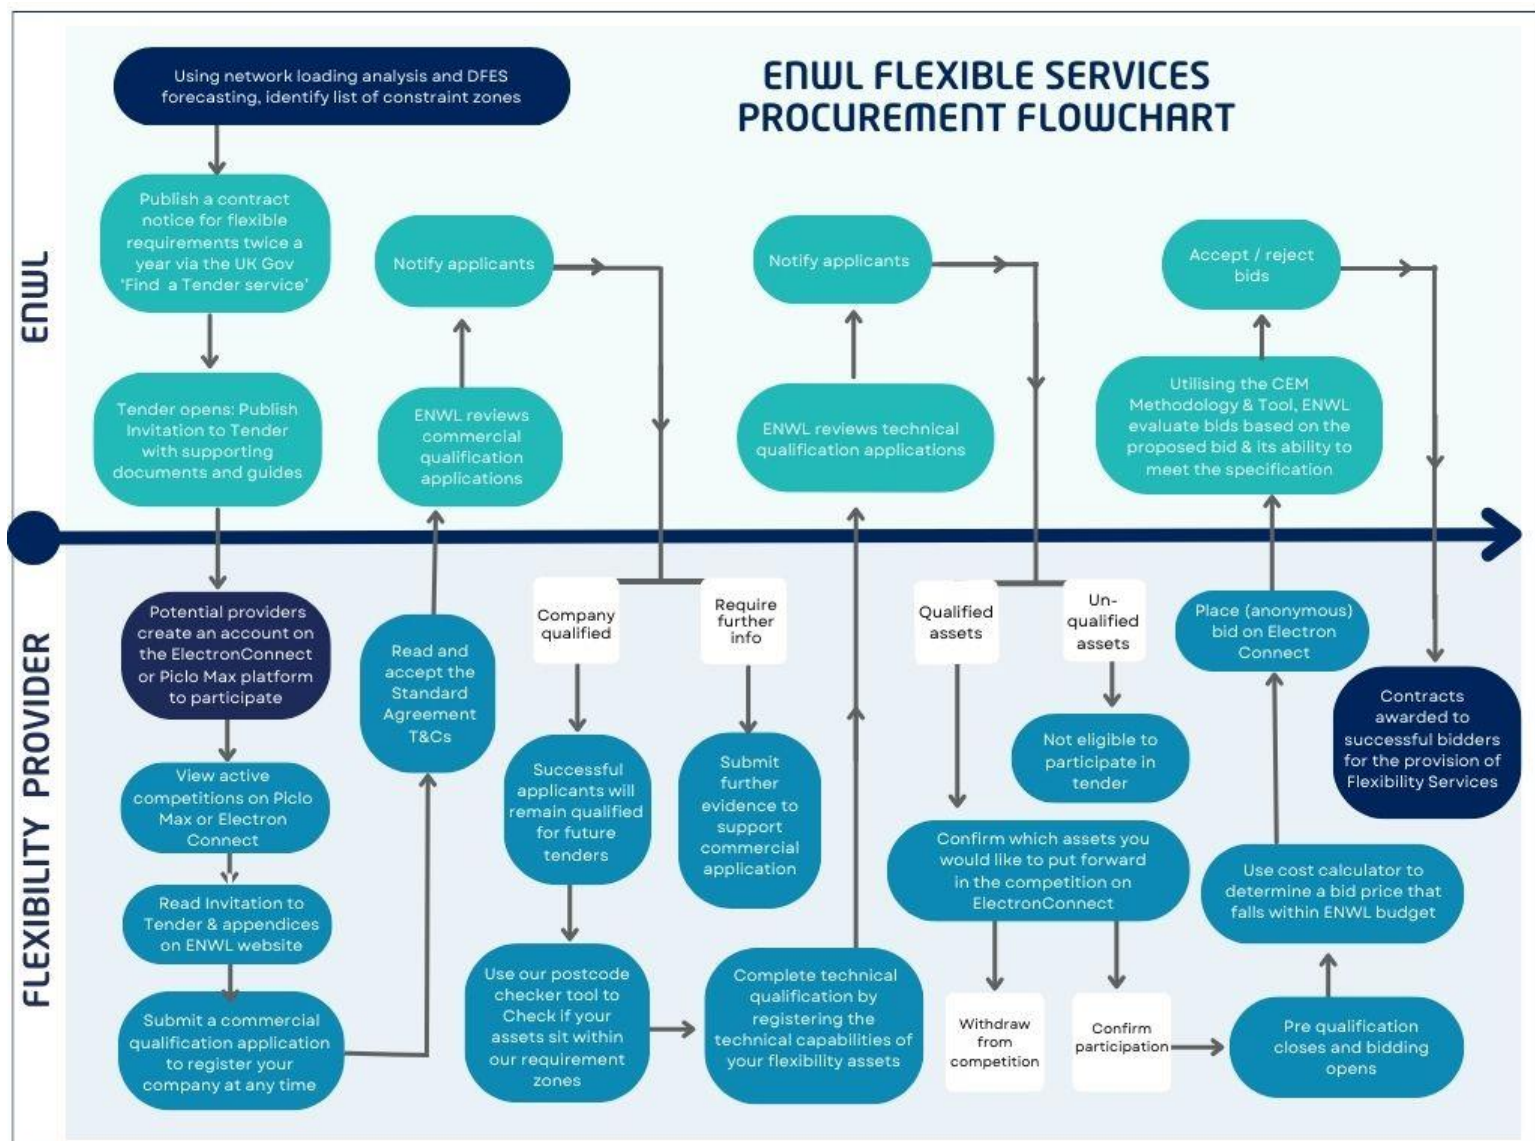 ENWL FLEXIBLE SERVICES
PROCUREMENT FLOWCHART
ENWL
Using network loading analysis and DFES
forecasting, identify list of constraint zones
Publish a contract
notice for flexible
requirements twice a
year via the UK Gov
'Find a Tender service'
Tender opens: Publish
Invitation to Tender
with supporting
documents and guides
Notify applicants
ENWL reviews
commercial
qualification
applications
Notify applicants
ENWL reviews technical
qualification applications
Accept / reject
bids
Utilising the CEM
Methodology & Tool, ENWL
evaluate bids based on the
proposed bid & its ability to
meet the specification
FLEXIBILITY PROVIDER
Potential providers
create an account on
the ElectronConnect
or Piclo Max platform
to participate
View active
competitions on Piclo
Max or Electron
Connect
Read Invitation to
Tender & appendices
on ENWL website
Submit a commercial
qualification application
to register your
company at any time
Read and
accept the
Standard
Agreement
T&Cs
Company
qualified
Require
further
info
Successful
applicants will
remain qualified
for future
tenders
Submit
further
evidence to
support
commercial
application
Use our postcode
checker tool to
Check if your
assets sit within
our requirement
zones
Complete technical
qualification by
registering the
technical capabilities of
your flexibility assets
Qualified
assets
Un-
qualified
assets
Not eligible to
participate in
tender
Confirm which assets you
would like to put forward
in the competition on
ElectronConnect
Withdraw
from
competition
Confirm
participation
Pre qualification
closes and bidding
opens
Use cost calculator to
determine a bid price that
falls within ENWL budget
Place (anonymous)
bid on Electron
Connect
Contracts
awarded to
successful bidders
for the provision of
Flexibility Services